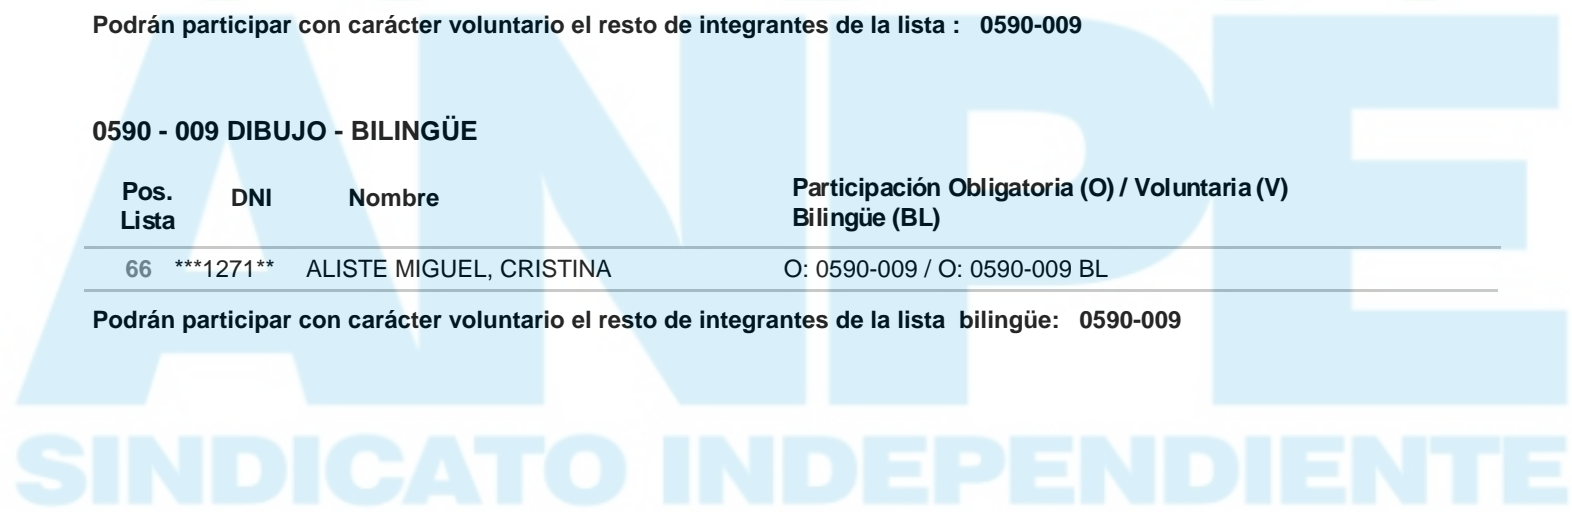 Podrán participar con carácter voluntario el resto de integrantes de la lista : 0590-009
0590 - 009 DIBUJO - BILINGÜE
Pos. Lista DNI Nombre Participación Obligatoria (O) / Voluntaria (V) Bilingüe (BL)
66 ***1271** ALISTE MIGUEL, CRISTINA O: 0590-009 / O: 0590-009 BL
Podrán participar con carácter voluntario el resto de integrantes de la lista bilingüe: 0590-009
ANPE
SINDICATO INDEPENDIENTE